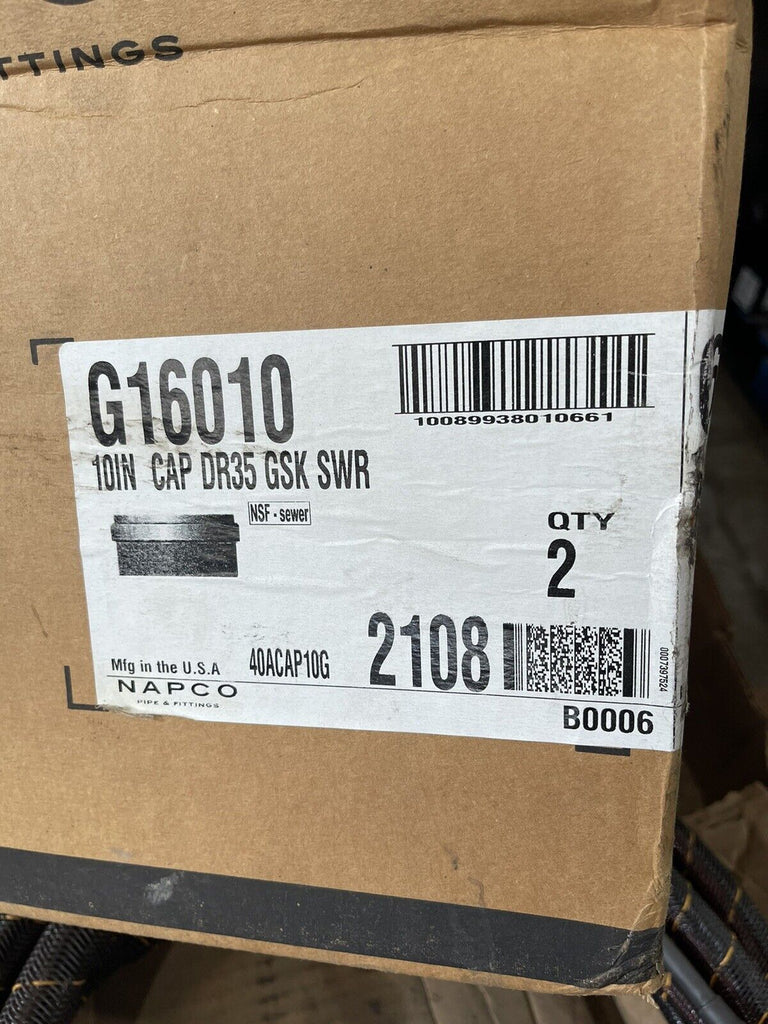 TTINGS
G16010
10089938010661
10IN CAP DR35 GSK SWR
NSF - sewer
QTY
2
Mfg in the U.S.A
40ACAP10G
2108
0007397524
NAPCO
PIPE & FITTINGS
B0006